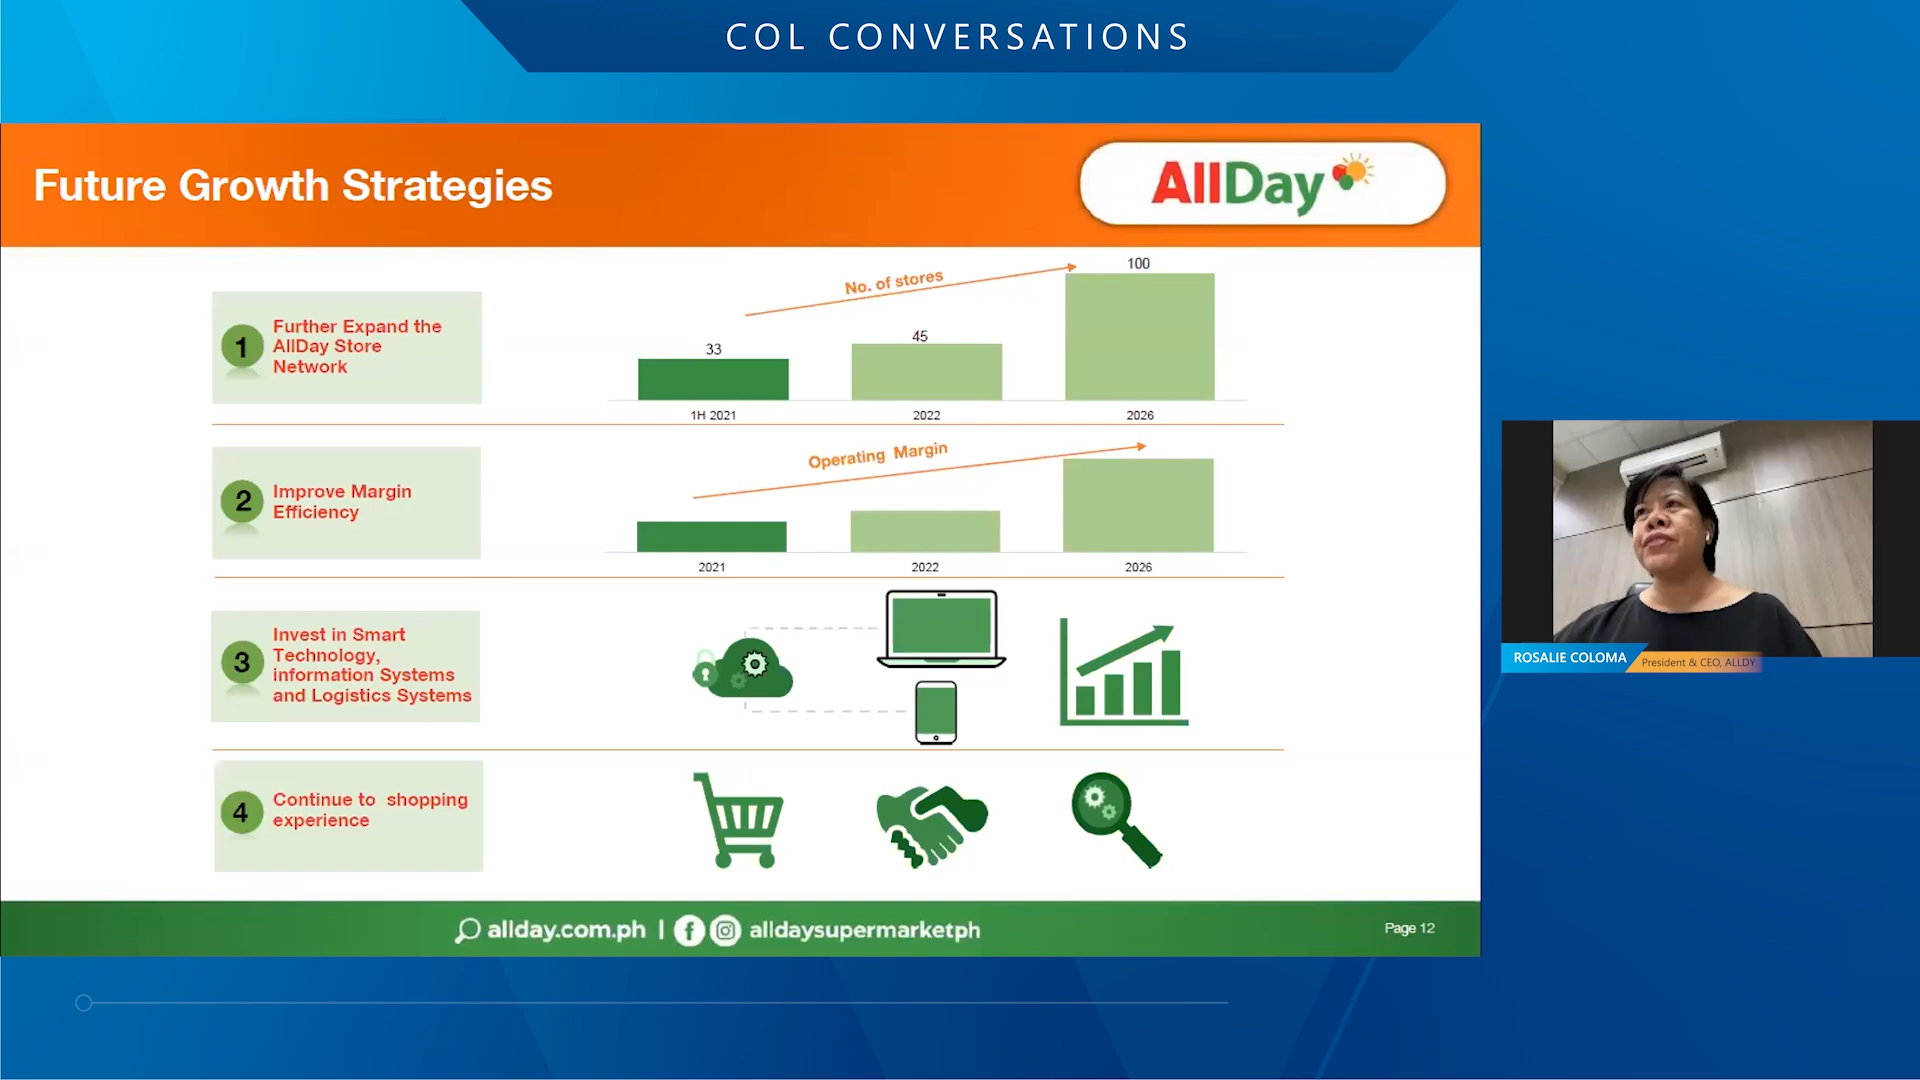 COL CONVERSATIONS
Future Growth Strategies
AllDay
1
Further Expand the
AllDay Store
Network
No. of stores
33
45
100
1H 2021
2022
2026
2
Improve Margin
Efficiency
Operating Margin
2021
2022
2026
3
Invest in Smart
Technology,
information Systems
and Logistics Systems
4
Continue to shopping
experience
ROSALIE COLOMA
President & CEO, ALLDY
allday.com.ph | f alldaysupermarketph
Page 12